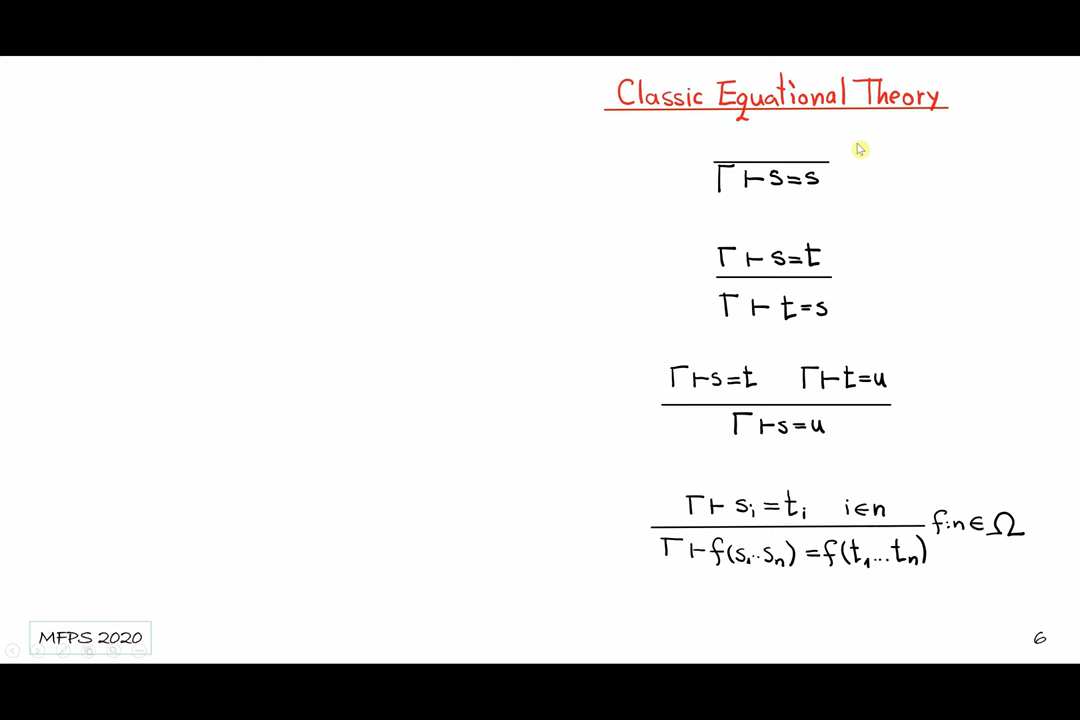 Classic Equational Theory
Γ ⊢ s = s
Γ ⊢ s = t
Γ ⊢ t = s
Γ ⊢ s = t    Γ ⊢ t = u
Γ ⊢ s = u
Γ ⊢ sᵢ = tᵢ    i ∈ n
f:n ∈ Ω
Γ ⊢ f(s₁...sₙ) = f(t₁...tₙ)
MFPS 2020
6